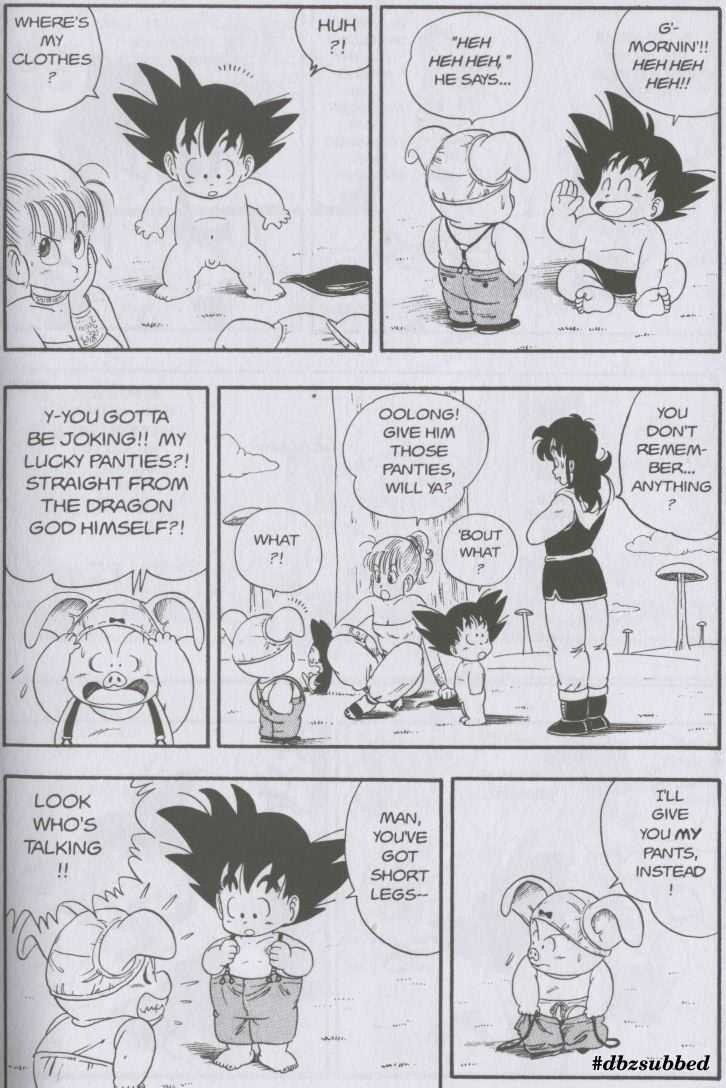 G'-
MORNIN'!!
HEH HEH
HEH!!
"HEH
HEH HEH,"
HE SAYS...
HUH
?!
WHERE'S
MY
CLOTHES
?
YOU
DON'T
REMEM-
BER...
ANYTHING
?
'BOUT
WHAT
?
OOLONG!
GIVE HIM
THOSE
PANTIES,
WILL YA?
WHAT
?!
Y-YOU GOTTA
BE JOKING!! MY
LUCKY PANTIES?!
STRAIGHT FROM
THE DRAGON
GOD HIMSELF?!
I'LL
GIVE
YOU MY
PANTS,
INSTEAD
!
MAN,
YOU'VE
GOT
SHORT
LEGS--
LOOK
WHO'S
TALKING
!!
#dbzsubbed